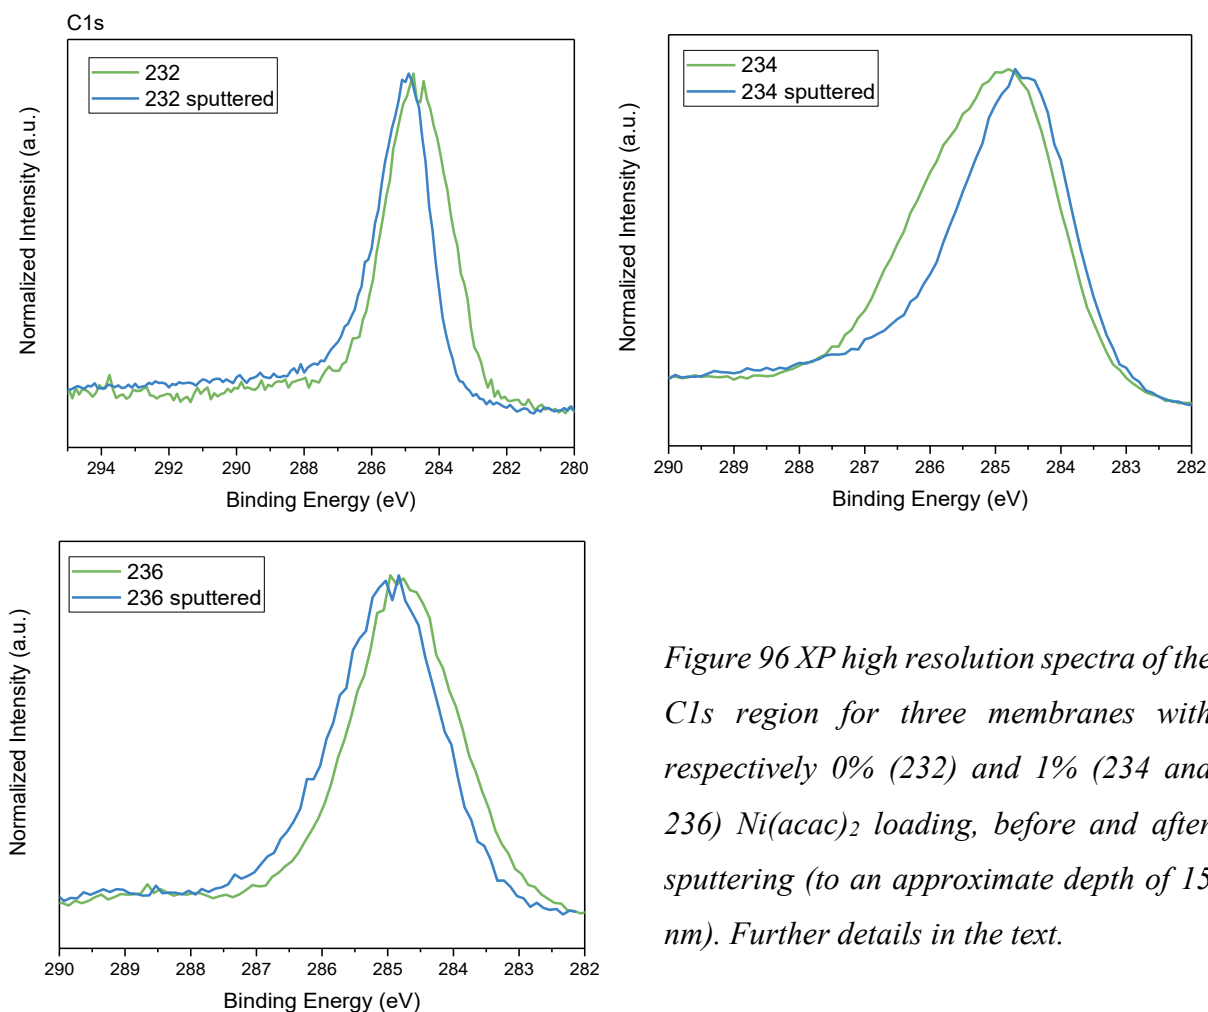 C1s
232
232 sputtered
Normalized Intensity (a.u.)
294 292 290 288 286 284 282 280
Binding Energy (eV)
234
234 sputtered
Normalized Intensity (a.u.)
290 289 288 287 286 285 284 283 282
Binding Energy (eV)
236
236 sputtered
Normalized Intensity (a.u.)
290 289 288 287 286 285 284 283 282
Binding Energy (eV)
Figure 96 XP high resolution spectra of the
C1s region for three membranes with
respectively 0% (232) and 1% (234 and
236) Ni(acac)₂ loading, before and after
sputtering (to an approximate depth of 15
nm). Further details in the text.